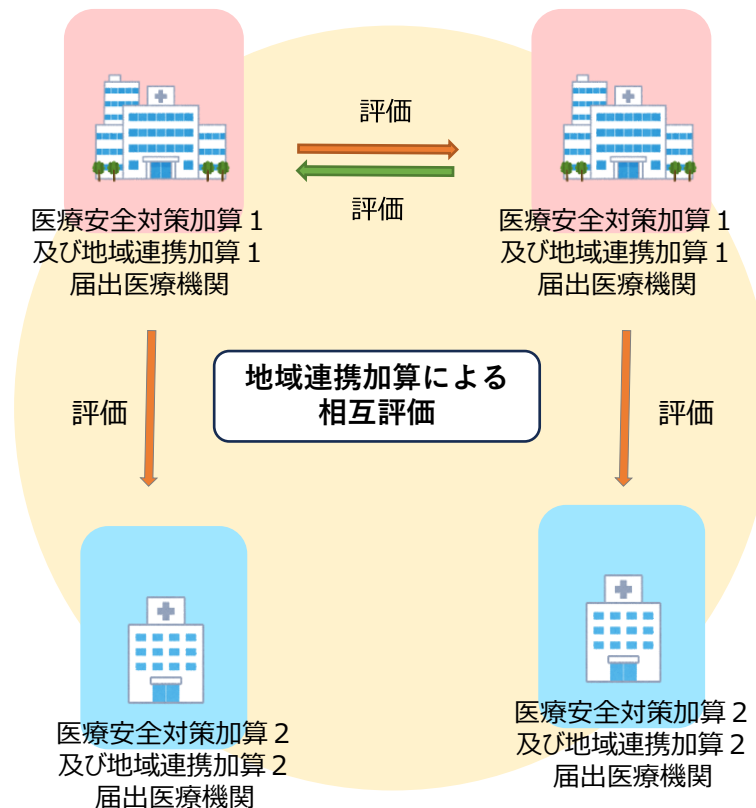 評価
評価
医療安全対策加算１
及び地域連携加算１
届出医療機関
医療安全対策加算１
及び地域連携加算１
届出医療機関
地域連携加算による
相互評価
評価
評価
医療安全対策加算２
及び地域連携加算２
届出医療機関
医療安全対策加算２
及び地域連携加算２
届出医療機関